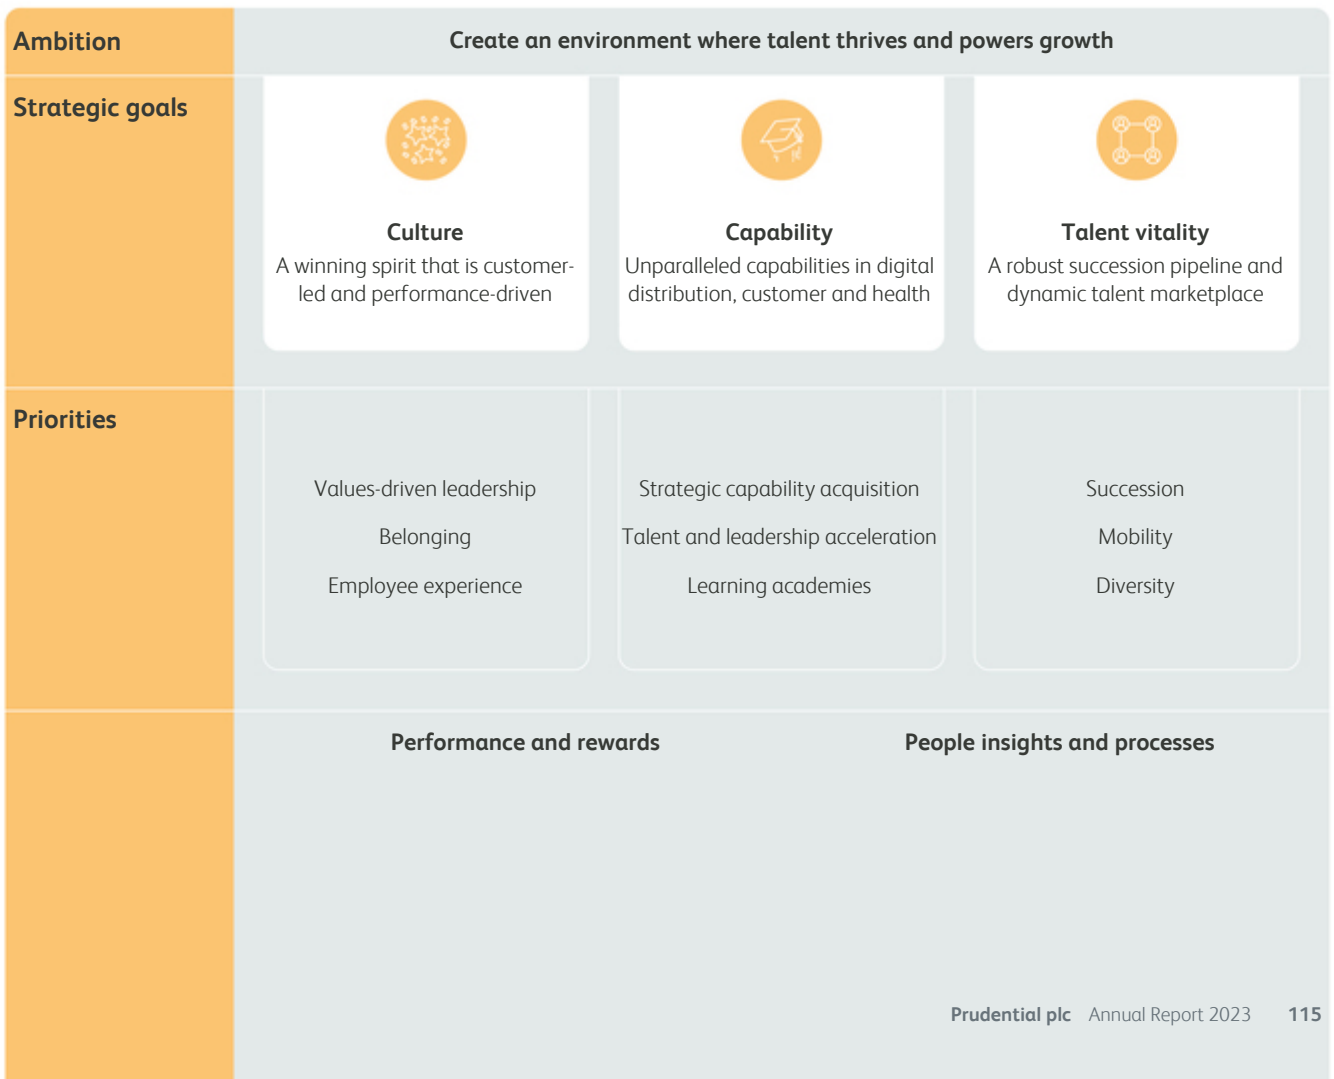 Ambition
Create an environment where talent thrives and powers growth
Strategic goals
Culture
A winning spirit that is customer-
led and performance-driven
Capability
Unparalleled capabilities in digital
distribution, customer and health
Talent vitality
A robust succession pipeline and
dynamic talent marketplace
Priorities
Values-driven leadership
Belonging
Employee experience
Strategic capability acquisition
Talent and leadership acceleration
Learning academies
Succession
Mobility
Diversity
Performance and rewards
People insights and processes
Prudential plc Annual Report 2023 115